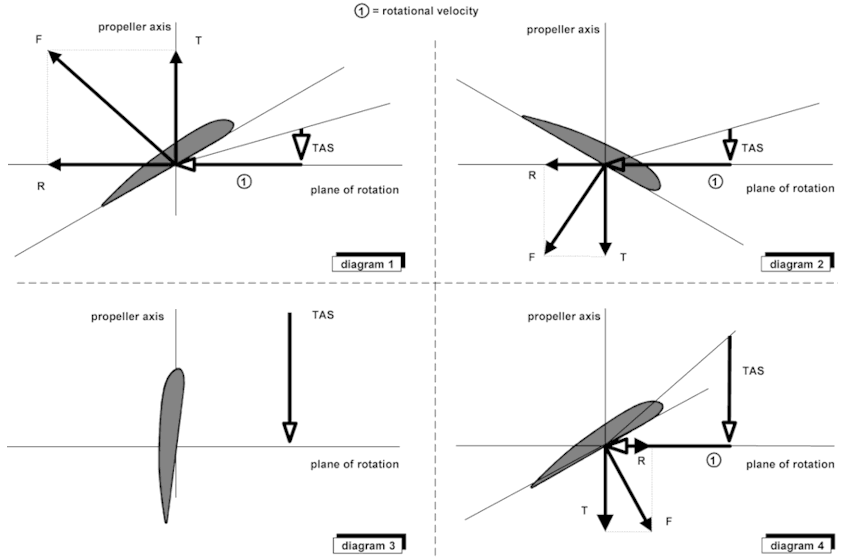 ① = rotational velocity
propeller axis
F
T
TAS
R
①
plane of rotation
diagram 1
propeller axis
TAS
R
①
plane of rotation
F
T
diagram 2
propeller axis
TAS
plane of rotation
diagram 3
propeller axis
TAS
R
①
plane of rotation
T
F
diagram 4